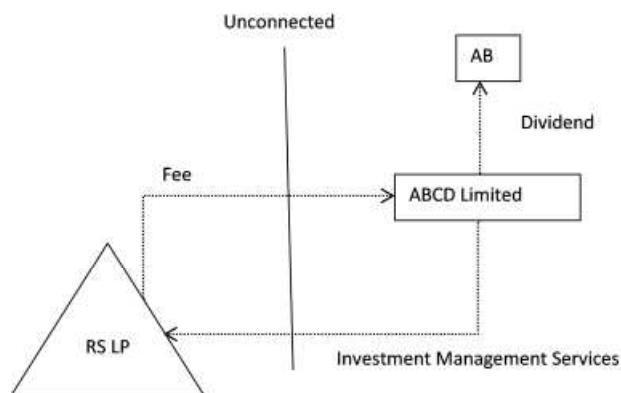 Unconnected
AB
Dividend
Fee
ABCD Limited
RS LP
Investment Management Services